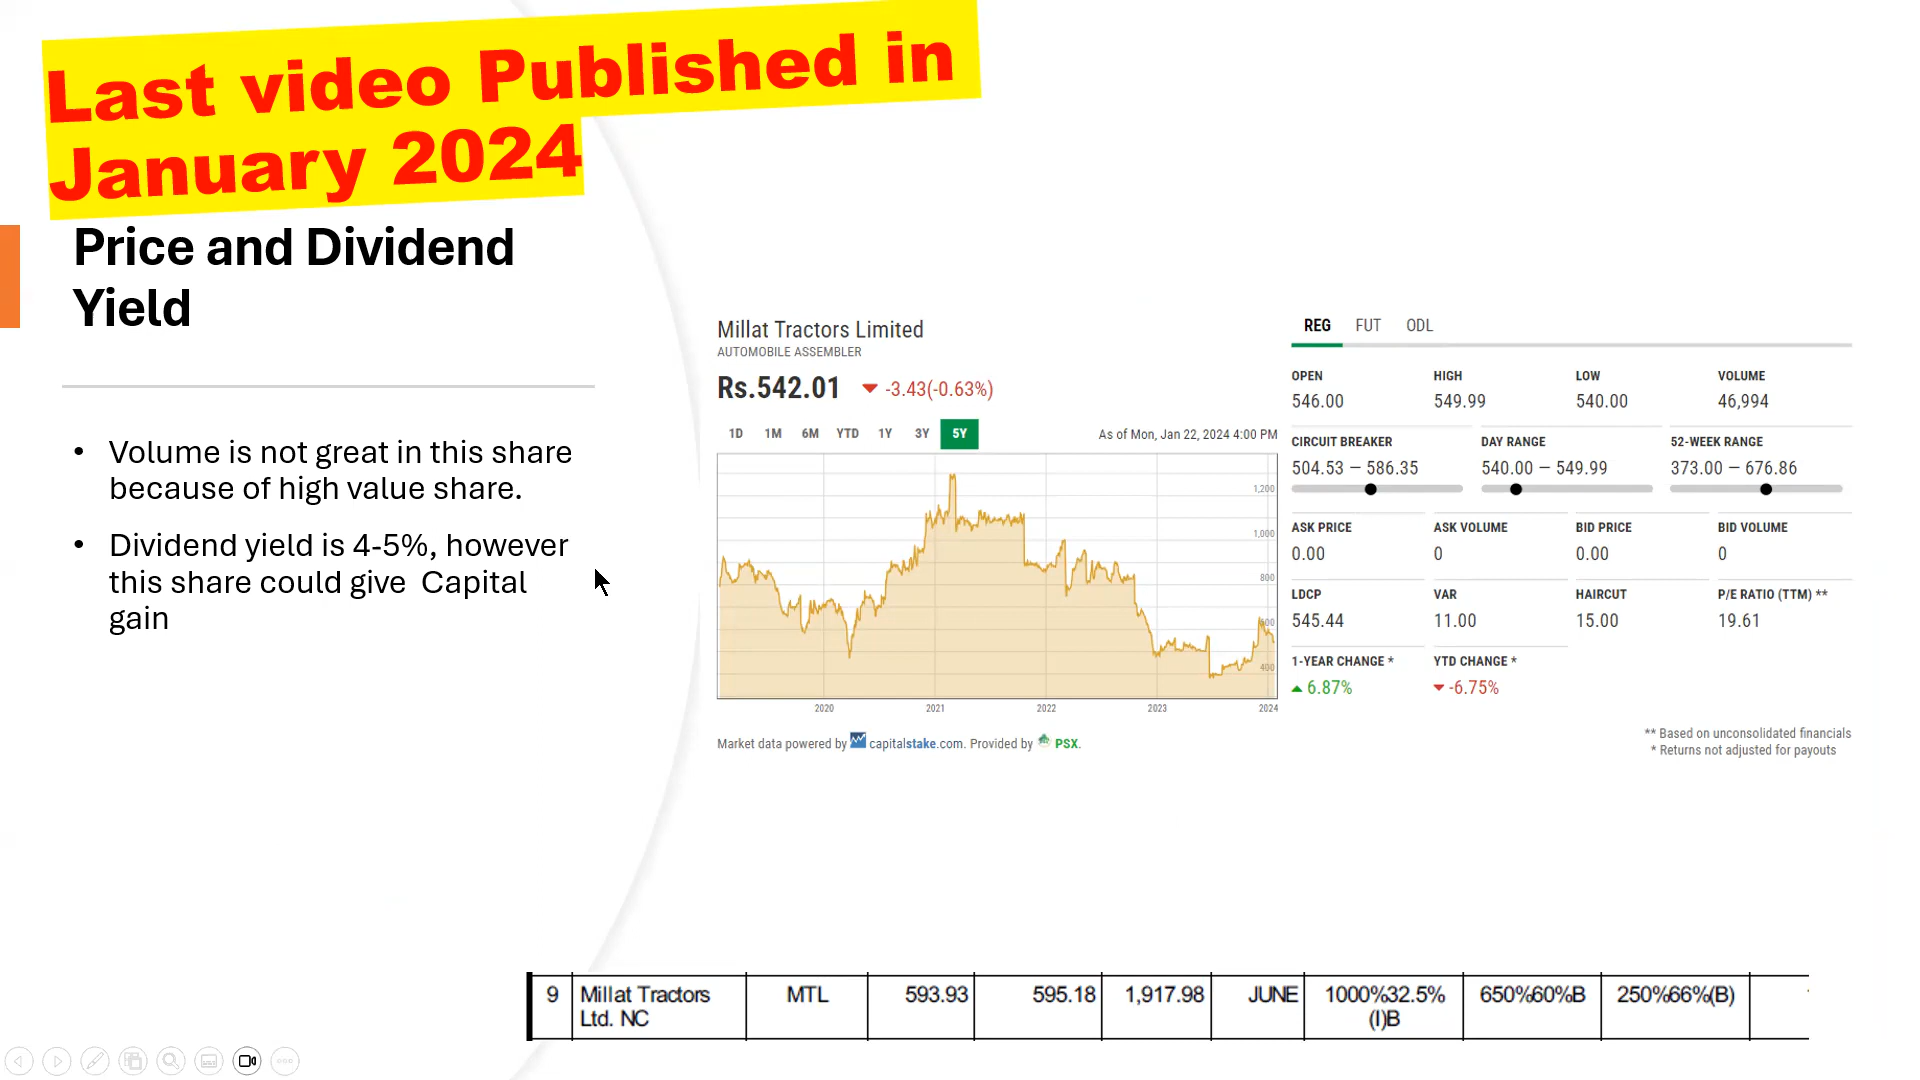 Last video Published in
January 2024
Price and Dividend
Yield
• Volume is not great in this share
because of high value share.
• Dividend yield is 4-5%, however
this share could give Capital
gain
Millat Tractors Limited
AUTOMOBILE ASSEMBLER
Rs.542.01 -3.43(-0.63%)
1D 1M 6M YTD 1Y 3Y 5Y As of Mon, Jan 22, 2024 4:00 PM
1,200
1,000
800
600
400
2020 2021 2022 2023 2024
Market data powered by capitalstake.com. Provided by PSX.
REG FUT ODL
OPEN HIGH LOW VOLUME
546.00 549.99 540.00 46,994
CIRCUIT BREAKER DAY RANGE 52-WEEK RANGE
504.53 — 586.35 540.00 — 549.99 373.00 — 676.86
ASK PRICE ASK VOLUME BID PRICE BID VOLUME
0.00 0 0.00 0
LDCP VAR HAIRCUT P/E RATIO (TTM) **
545.44 11.00 15.00 19.61
1-YEAR CHANGE * YTD CHANGE *
6.87% -6.75%
** Based on unconsolidated financials
* Returns not adjusted for payouts
9 Millat Tractors MTL 593.93 595.18 1,917.98 JUNE 1000%32.5% 650%60%B 250%66%(B)
Ltd. NC (I)B